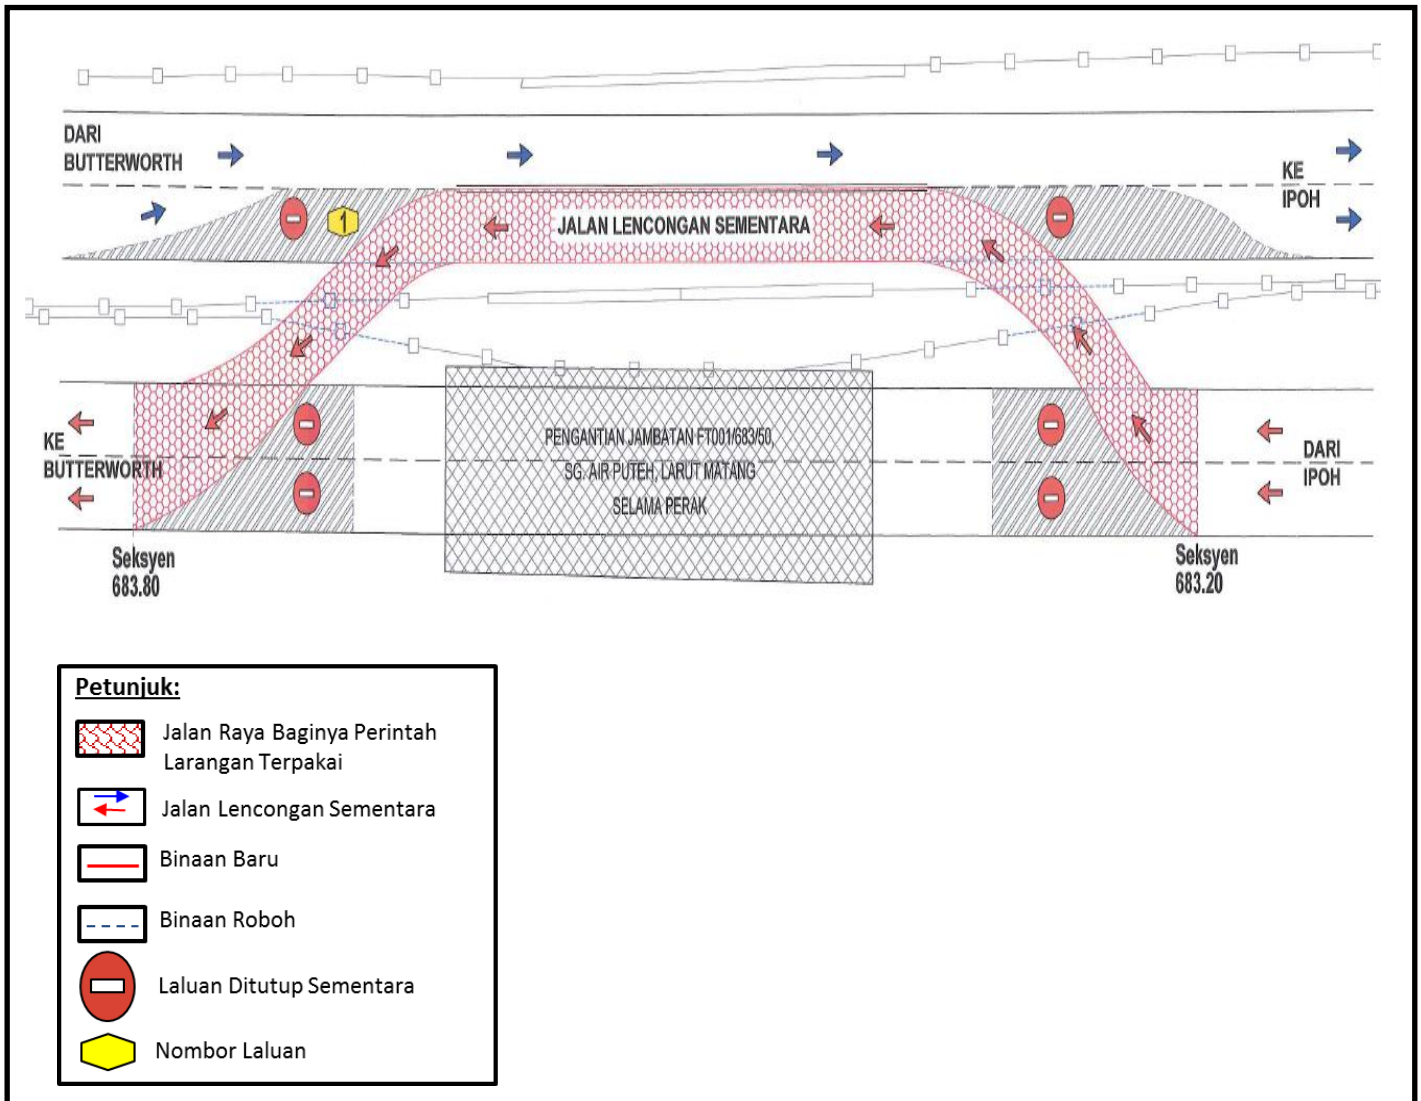 DARI
BUTTERWORTH
KE
IPOH
1
JALAN LENCONGAN SEMENTARA
KE
BUTTERWORTH
PENGANTIAN JAMBATAN FT001/683/50,
SG. AIR PUTEH, LARUT MATANG
SELAMA PERAK
DARI
IPOH
Seksyen
683.80
Seksyen
683.20
Petunjuk:
Jalan Raya Baginya Perintah
Larangan Terpakai
Jalan Lencongan Sementara
Binaan Baru
Binaan Roboh
Laluan Ditutup Sementara
Nombor Laluan